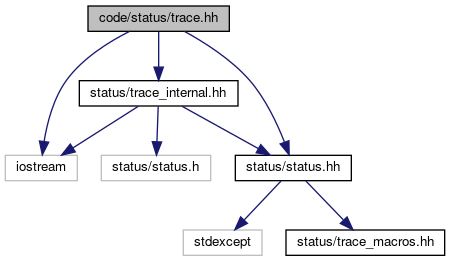 code/status/trace.hh
status/trace_internal.hh
iostream
status/status.h
status/status.hh
stdexcept
status/trace_macros.hh